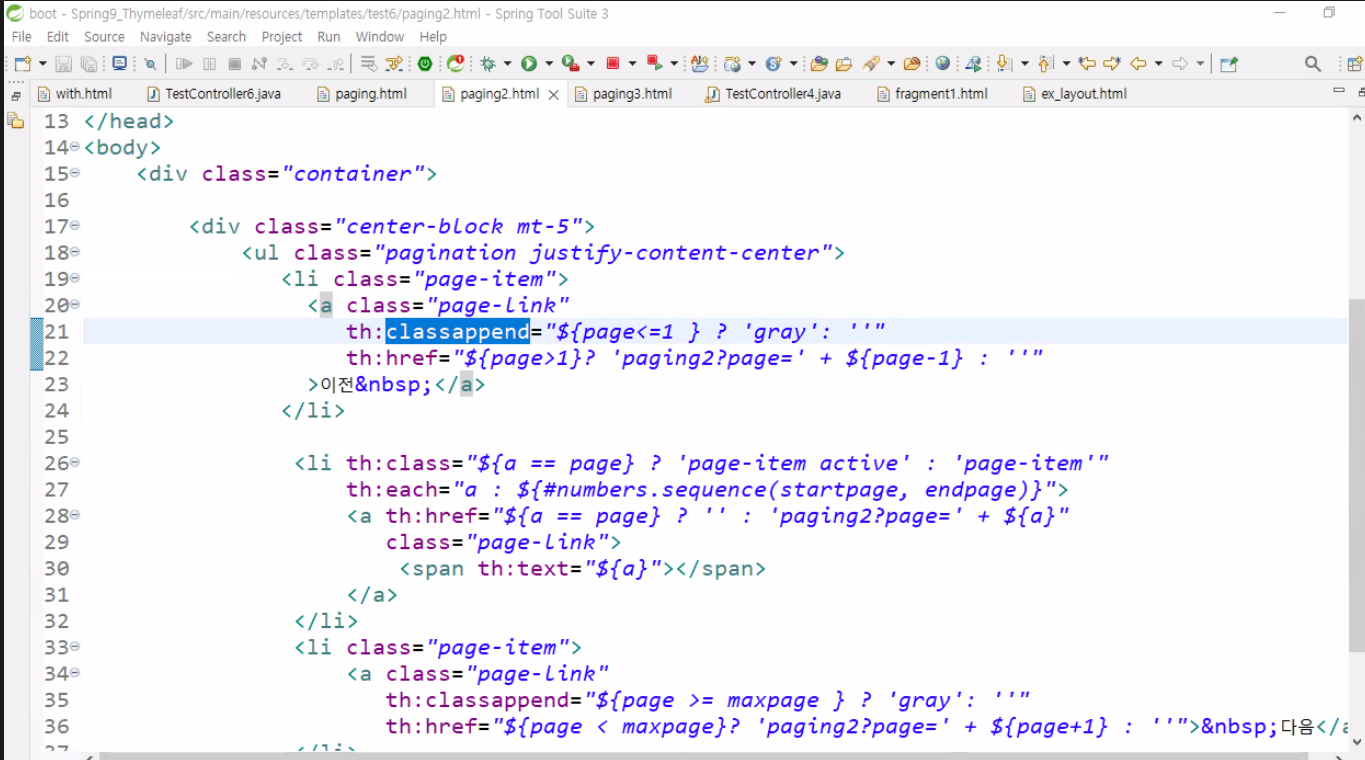 boot - Spring9_Thymeleaf/src/main/resources/templates/test6/paging2.html - Spring Tool Suite 3
File Edit Source Navigate Search Project Run Window Help
with.html TestController6.java paging.html paging2.html paging3.html TestController4.java fragment1.html ex_layout.html
13 </head>
14 <body>
15 <div class="container">
16
17 <div class="center-block mt-5">
18 <ul class="pagination justify-content-center">
19 <li class="page-item">
20 <a class="page-link"
21 th:classappend="${page<=1 } ? 'gray': ''"
22 th:href="${page>1}? 'paging2?page=' + ${page-1} : ''"
23 >이전&nbsp;</a>
24 </li>
25
26 <li th:class="${a == page} ? 'page-item active' : 'page-item'"
27 th:each="a : ${#numbers.sequence(startpage, endpage)}">
28 <a th:href="${a == page} ? '' : 'paging2?page=' + ${a}"
29 class="page-link">
30 <span th:text="${a}"></span>
31 </a>
32 </li>
33 <li class="page-item">
34 <a class="page-link"
35 th:classappend="${page >= maxpage } ? 'gray': ''"
36 th:href="${page < maxpage}? 'paging2?page=' + ${page+1} : ''">&nbsp;다음</a
37 </li>